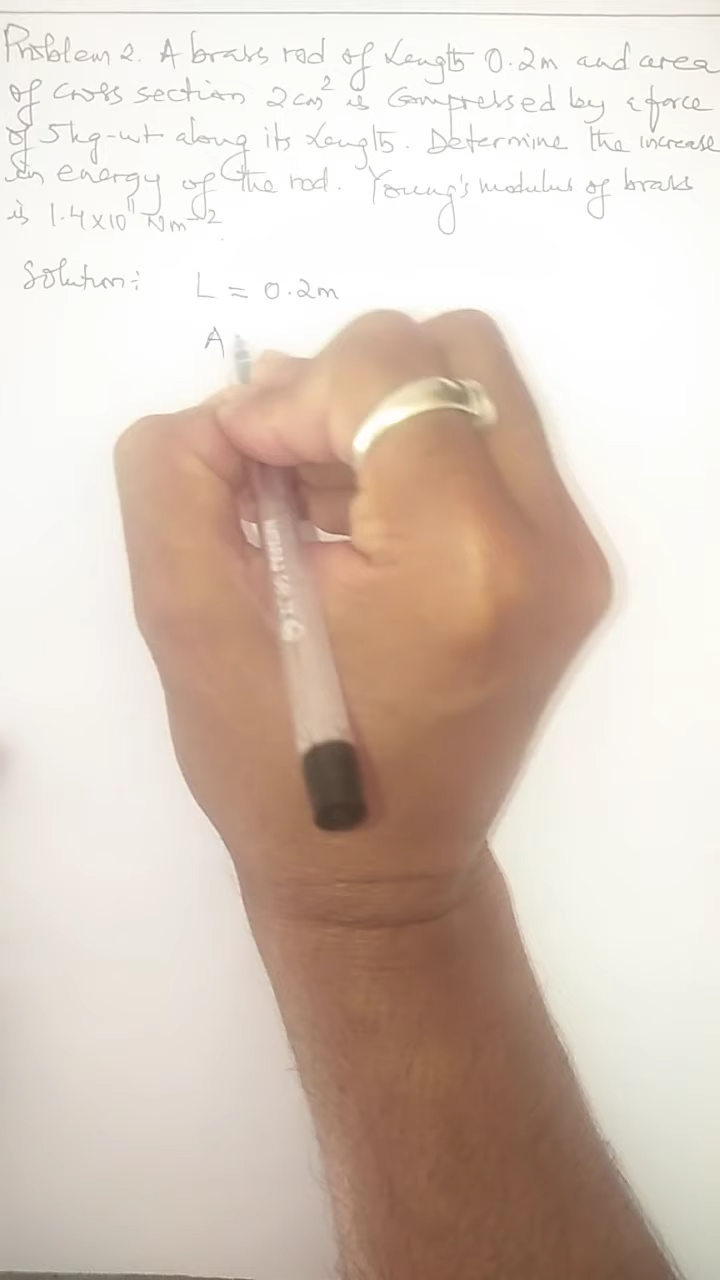 Problem 2. A brass rod of Length 0.2m and area
of cross section 2 cm² is compressed by a force
of 5kg-wt along its Length. Determine the increase
in energy of the rod. Young's modulus of brass
is 1.4×10¹¹ Nm⁻²
Solution: L = 0.2m
A